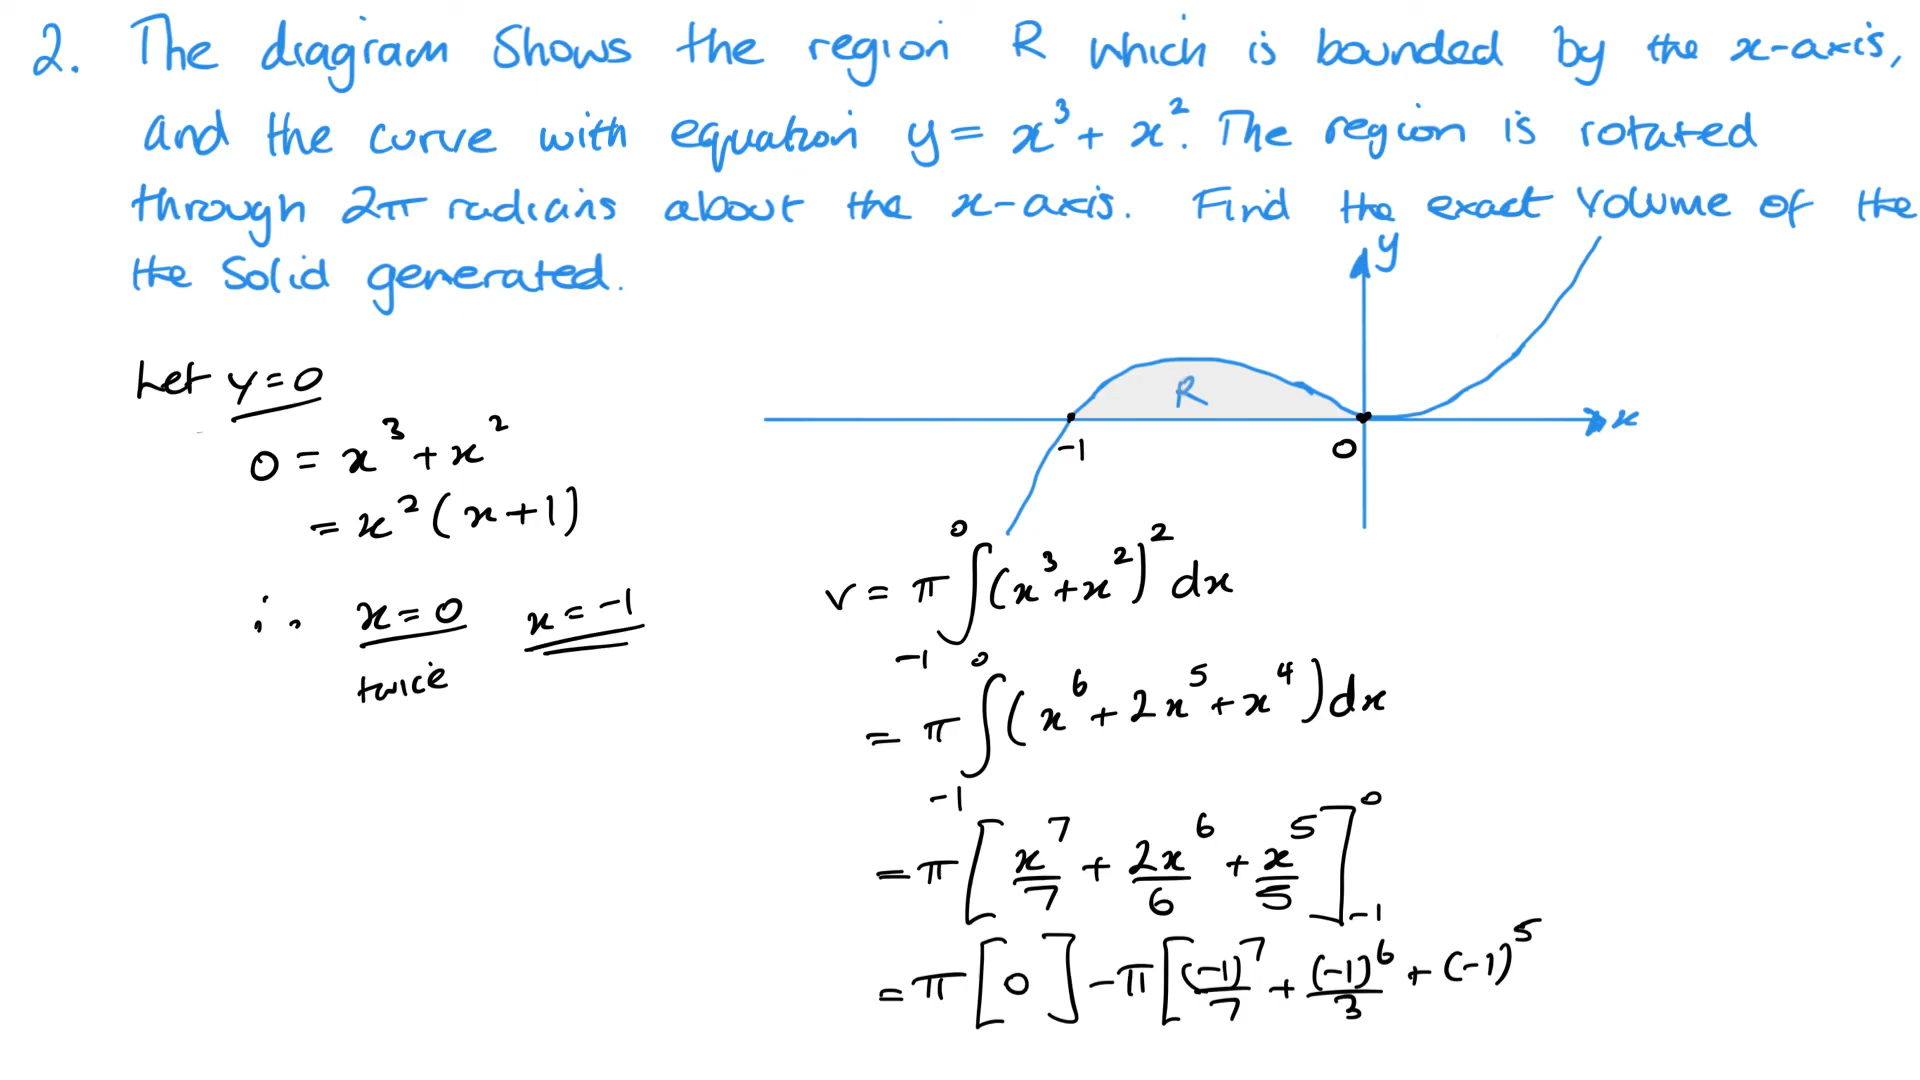 2. The diagram shows the region R which is bounded by the x-axis,
and the curve with equation y = x³ + x². The region is rotated
through 2π radians about the x-axis. Find the exact volume of the
the solid generated.
y
x
R
-1
0
Let y=0
0 = x³ + x²
= x²(x+1)
∴ x=0 x=-1
twice
V = π ∫₋₁⁰ (x³+x²)² dx
= π ∫₋₁⁰ (x⁶ + 2x⁵ + x⁴) dx
= π [x⁷/7 + 2x⁶/6 + x⁵/5]₋₁⁰
= π [0] - π [(-1)⁷/7 + (-1)⁶/3 + (-1)⁵